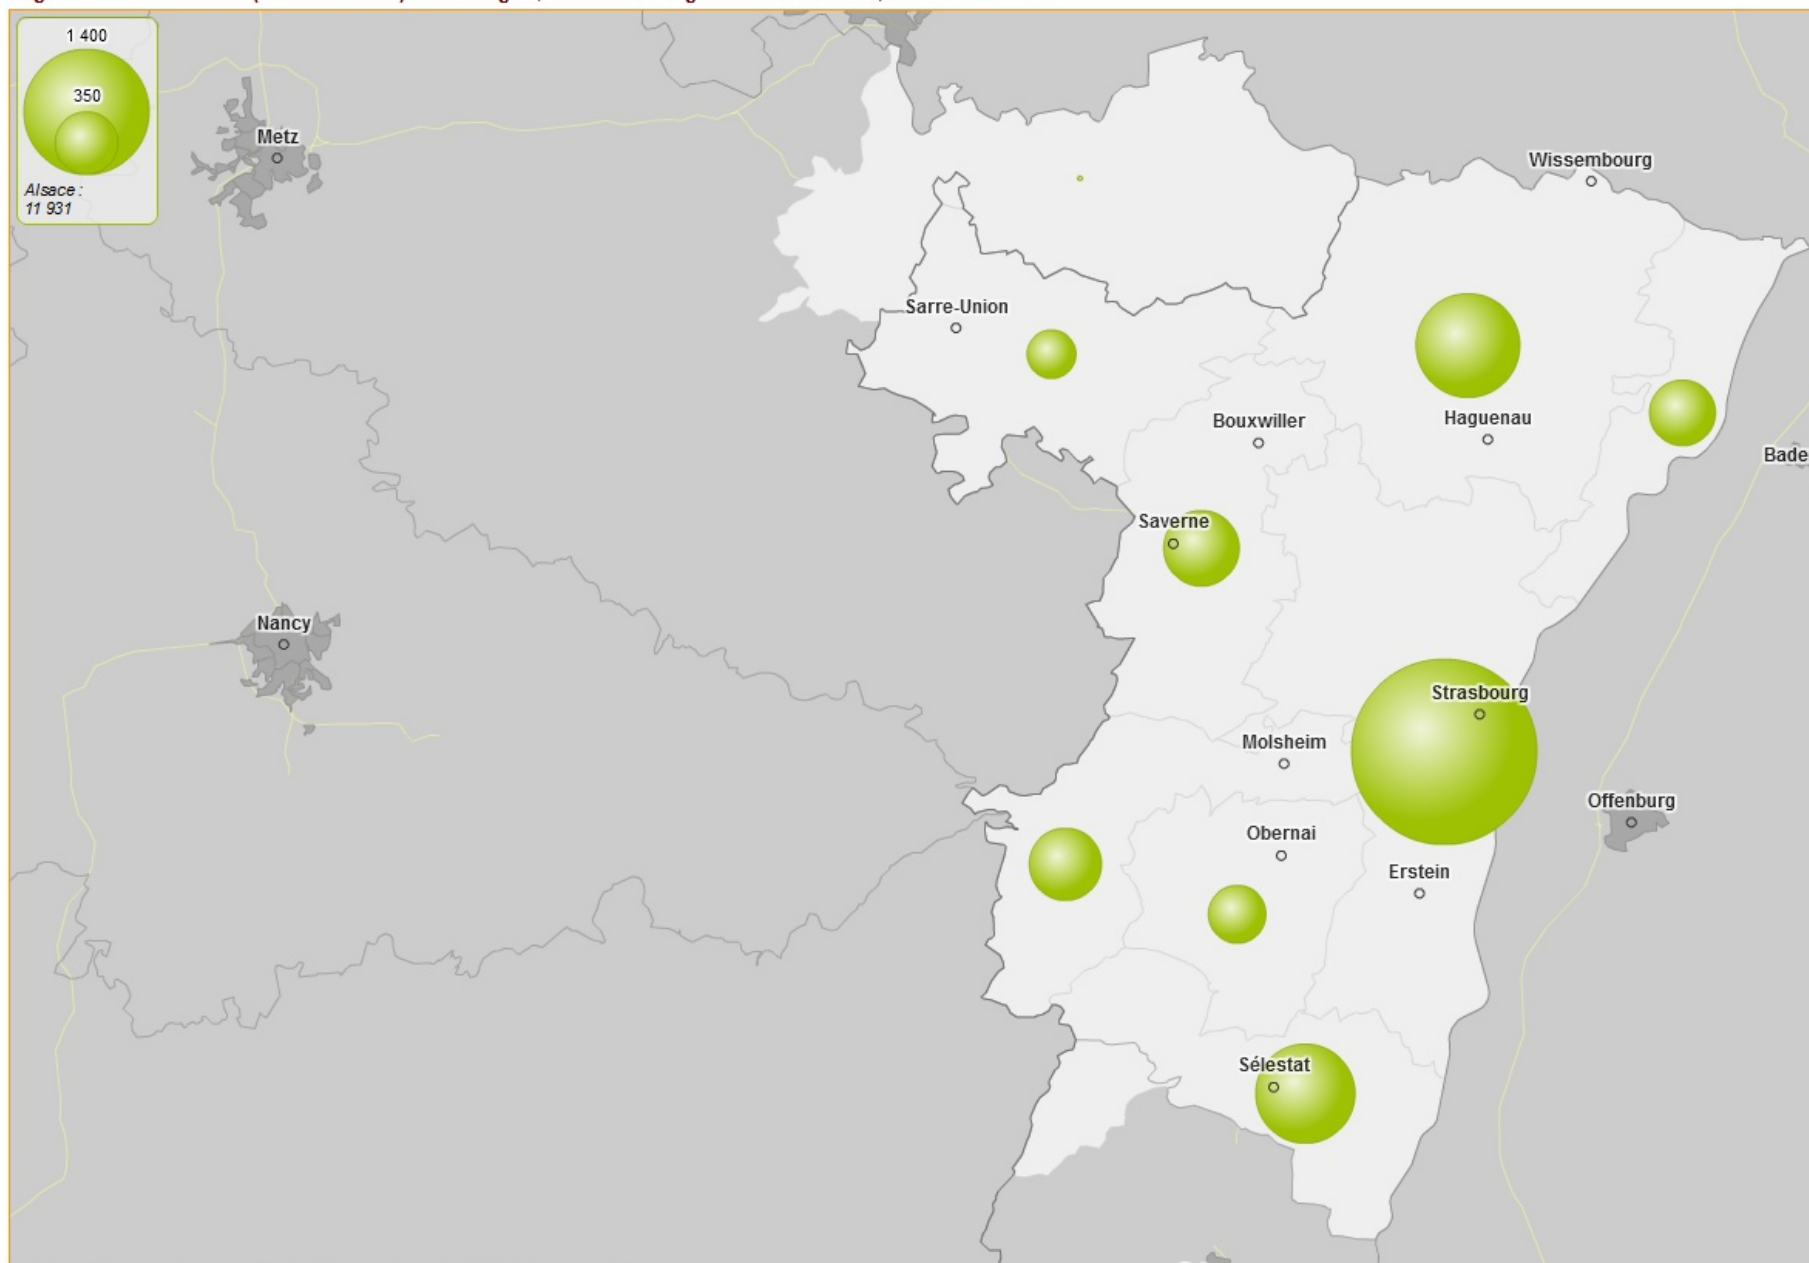 1 400
350
Alsace :
11 931
Metz
Wissembourg
Sarre-Union
Bouxwiller
Haguenau
Bade
Saverne
Nancy
Strasbourg
Molsheim
Offenburg
Obernai
Erstein
Sélestat